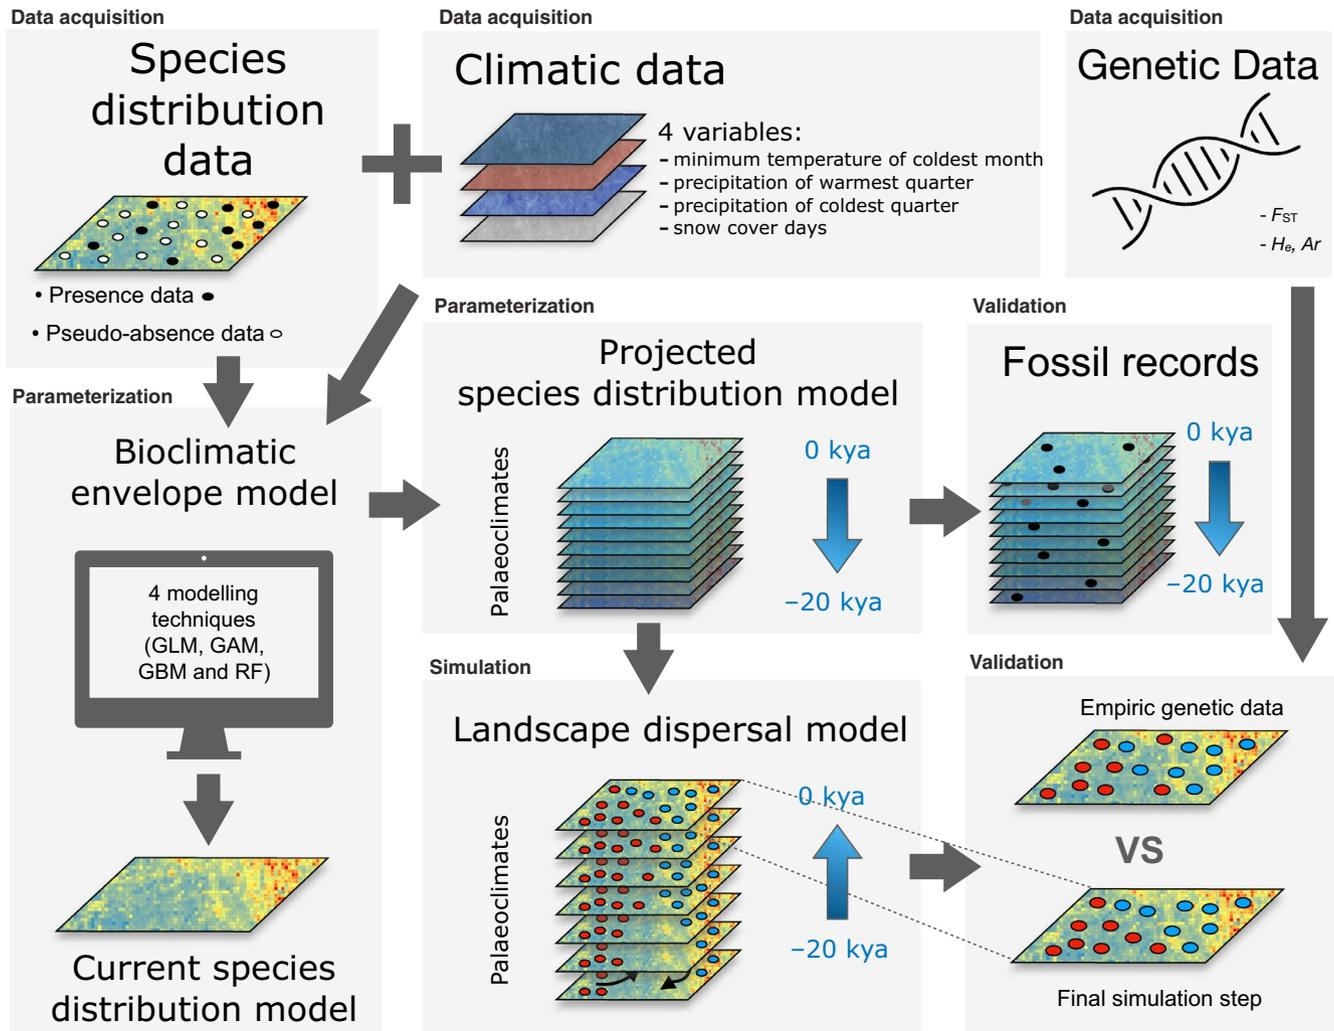 Data acquisition
Species
distribution
data
• Presence data
• Pseudo-absence data
Data acquisition
Climatic data
4 variables:
– minimum temperature of coldest month
– precipitation of warmest quarter
– precipitation of coldest quarter
– snow cover days
Data acquisition
Genetic Data
- FST
- He, Ar
Parameterization
Bioclimatic
envelope model
4 modelling
techniques
(GLM, GAM,
GBM and RF)
Current species
distribution model
Parameterization
Projected
species distribution model
Palaeoclimates
0 kya
–20 kya
Validation
Fossil records
0 kya
–20 kya
Simulation
Landscape dispersal model
Palaeoclimates
0 kya
–20 kya
Validation
Empiric genetic data
VS
Final simulation step